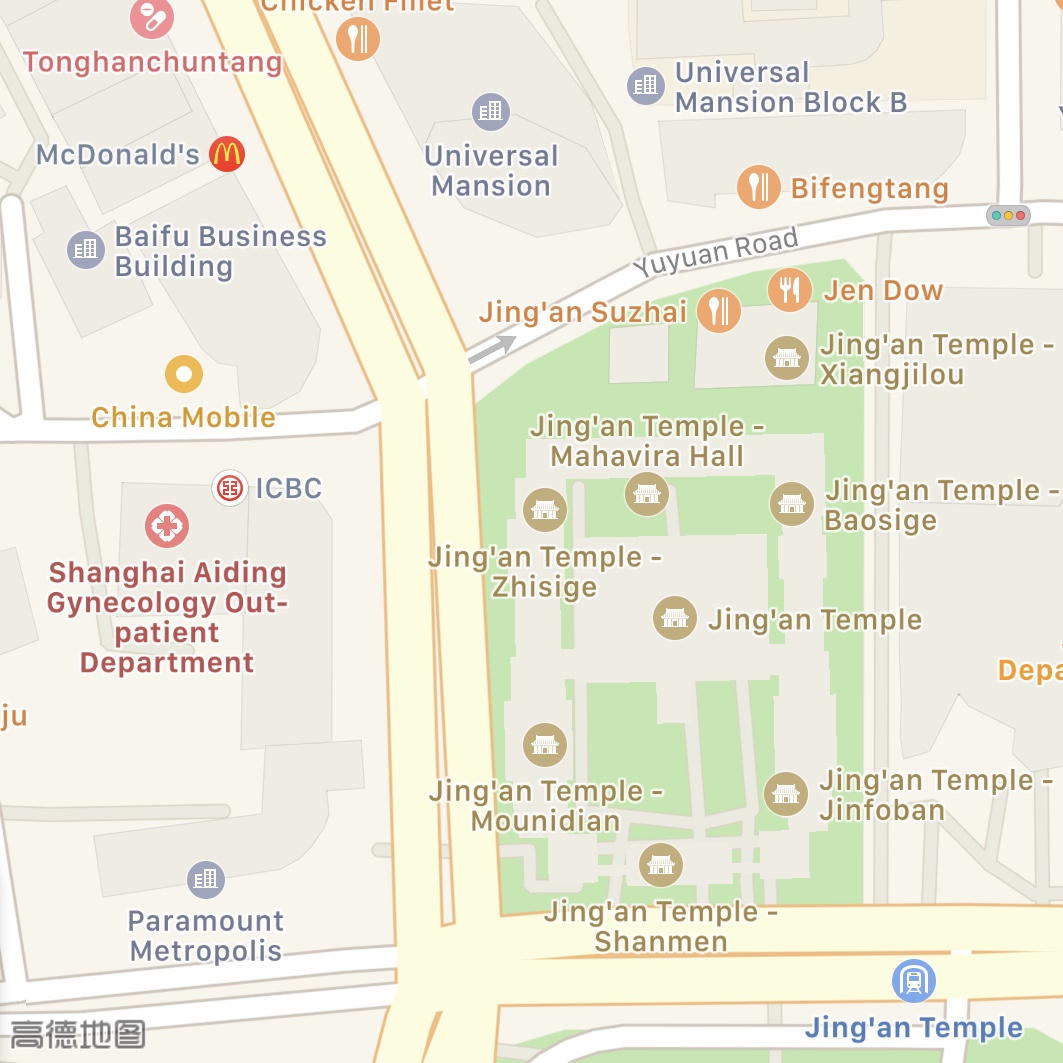 Chicken Fillet
Tonghanchuntang
Universal
Mansion Block B
McDonald's
Universal
Mansion
Bifengtang
Baifu Business
Building
Yuyuan Road
Jen Dow
Jing'an Suzhai
Jing'an Temple -
Xiangjilou
China Mobile
Jing'an Temple -
Mahavira Hall
ICBC
Jing'an Temple -
Baosige
Jing'an Temple -
Zhisige
Shanghai Aiding
Gynecology Out-
patient
Department
Jing'an Temple
Depa
ju
Jing'an Temple -
Mounidian
Jing'an Temple -
Jinfoban
Paramount
Metropolis
Jing'an Temple -
Shanmen
Jing'an Temple
高德地图